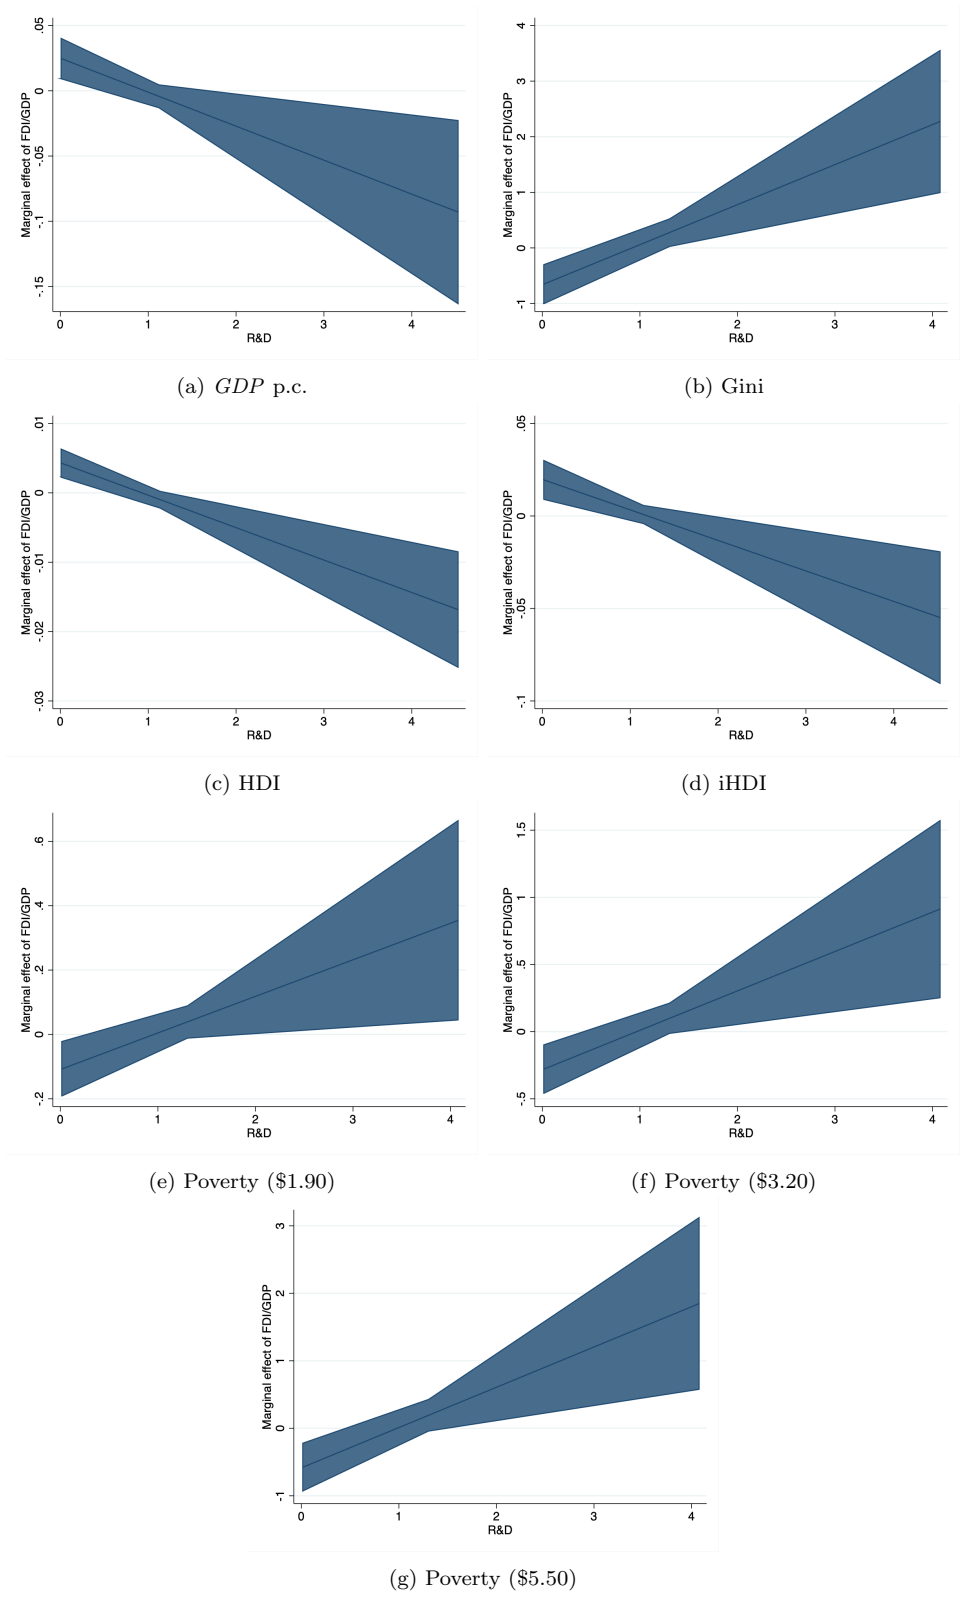 .05
0
-.05
-.1
-.15
Marginal effect of FDI/GDP
0 1 2 3 4
R&D
(a) GDP p.c.
4
3
2
1
0
-1
Marginal effect of FDI/GDP
0 1 2 3 4
R&D
(b) Gini
.01
0
-.01
-.02
-.03
Marginal effect of FDI/GDP
0 1 2 3 4
R&D
(c) HDI
.05
0
-.05
-.1
Marginal effect of FDI/GDP
0 1 2 3 4
R&D
(d) iHDI
.6
.4
.2
0
-.2
Marginal effect of FDI/GDP
0 1 2 3 4
R&D
(e) Poverty ($1.90)
1.5
1
.5
0
-.5
Marginal effect of FDI/GDP
0 1 2 3 4
R&D
(f) Poverty ($3.20)
3
2
1
0
-1
Marginal effect of FDI/GDP
0 1 2 3 4
R&D
(g) Poverty ($5.50)